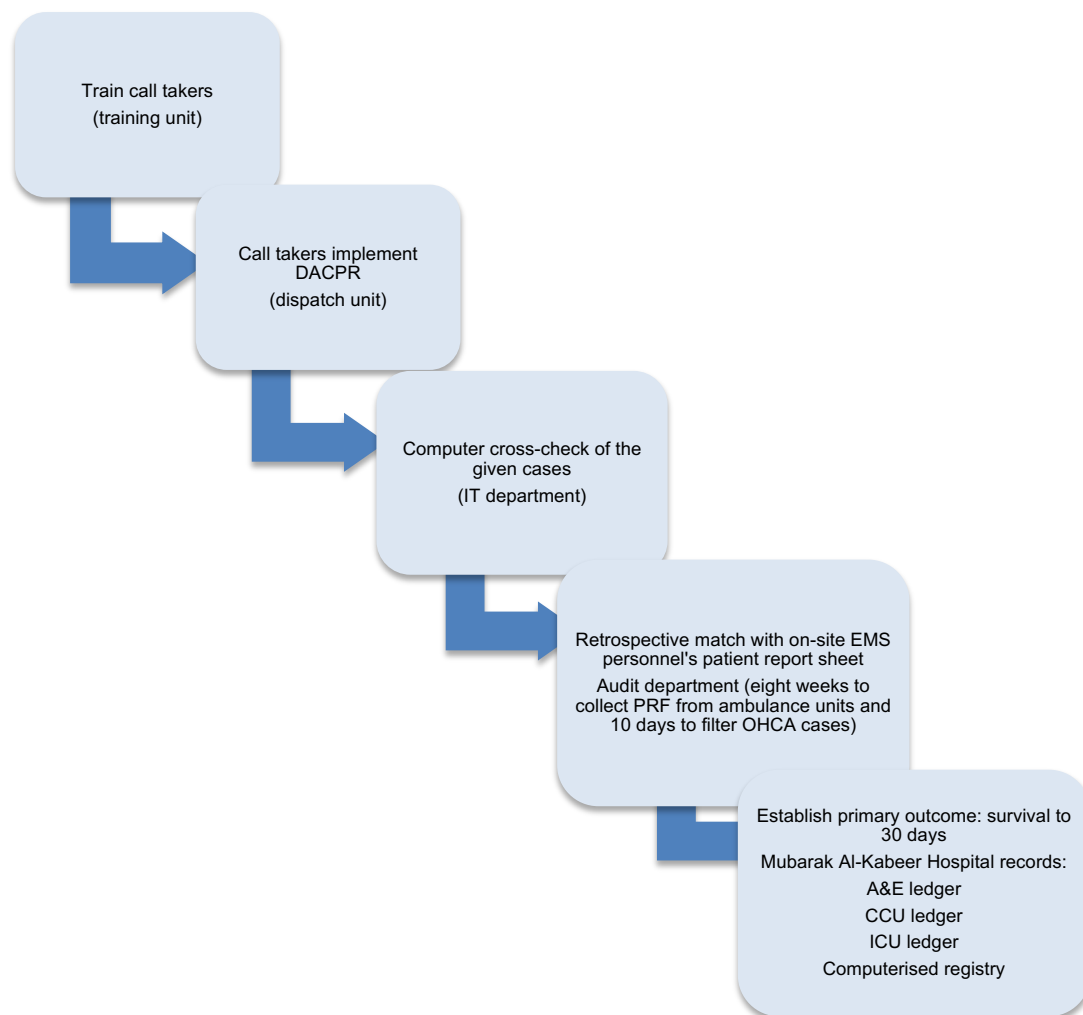 Train call takers
(training unit)
Call takers implement
DACPR
(dispatch unit)
Computer cross-check of the
given cases
(IT department)
Retrospective match with on-site EMS
personnel's patient report sheet
Audit department (eight weeks to
collect PRF from ambulance units and
10 days to filter OHCA cases)
Establish primary outcome: survival to
30 days
Mubarak Al-Kabeer Hospital records:
A&E ledger
CCU ledger
ICU ledger
Computerised registry